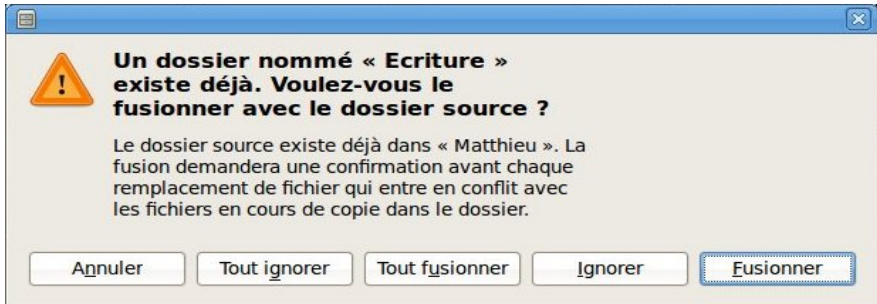 Un dossier nommé « Ecriture »
existe déjà. Voulez-vous le
fusionner avec le dossier source ?
Le dossier source existe déjà dans « Matthieu ». La
fusion demandera une confirmation avant chaque
remplacement de fichier qui entre en conflit avec
les fichiers en cours de copie dans le dossier.
Annuler Tout ignorer Tout fusionner Ignorer Fusionner